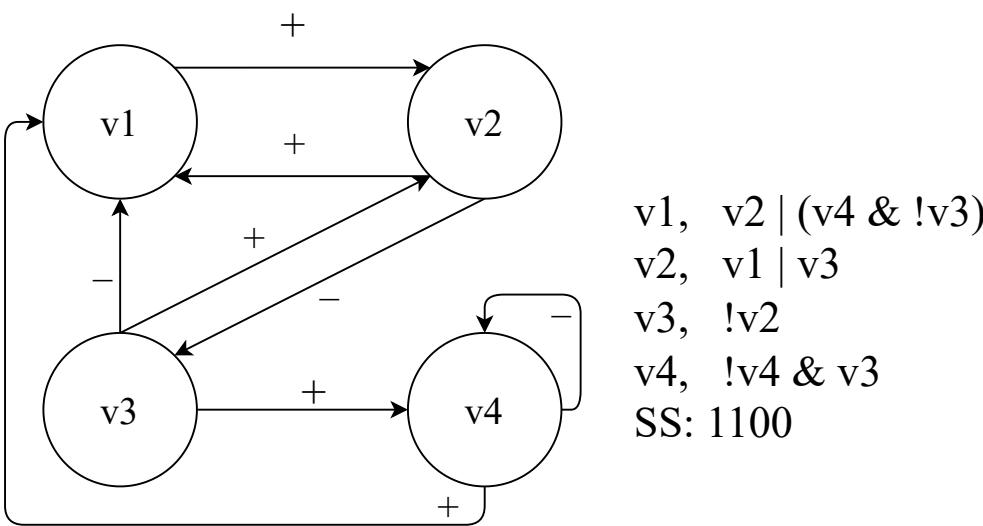 +
v1
v2
+
+
−
−
−
v3
+
v4
+
v1, v2 | (v4 & !v3)
v2, v1 | v3
v3, !v2
v4, !v4 & v3
SS: 1100